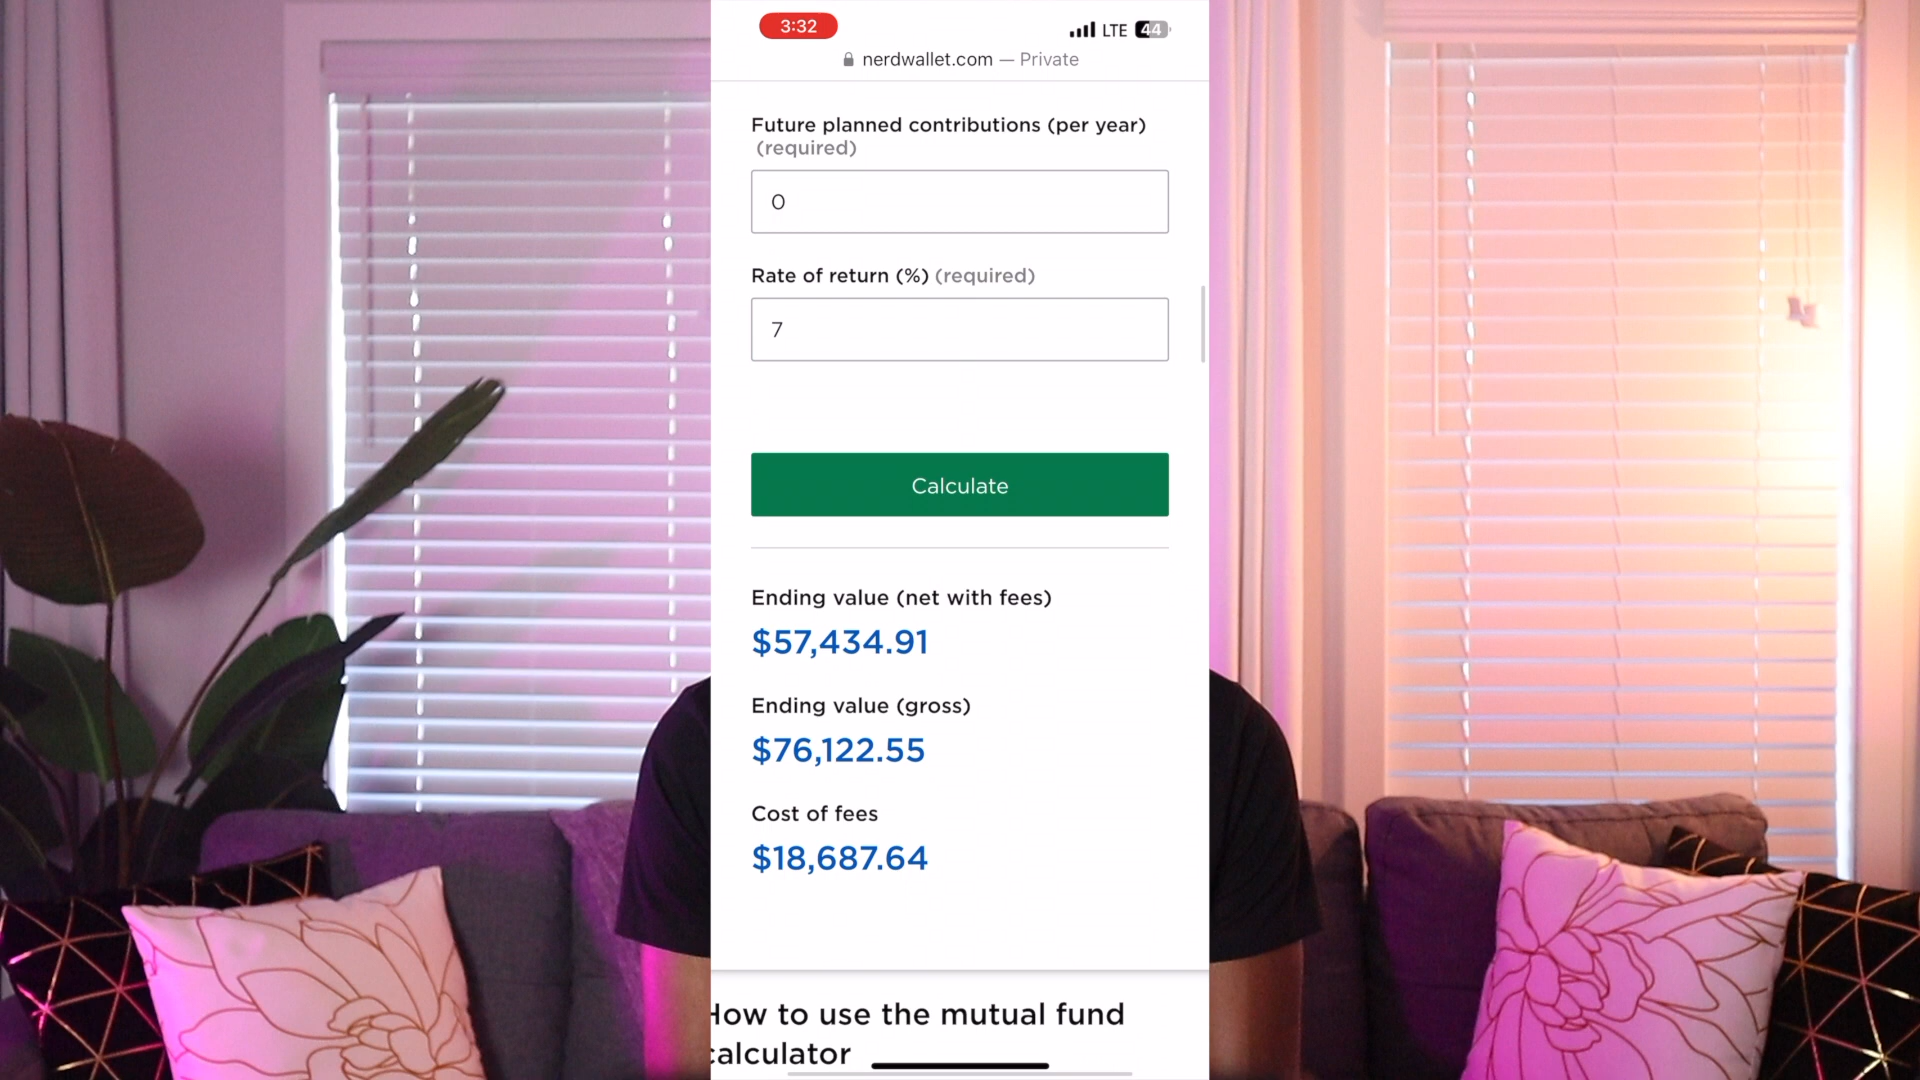 3:32
LTE 44
nerdwallet.com — Private
Future planned contributions (per year)
(required)
0
Rate of return (%) (required)
7
Calculate
Ending value (net with fees)
$57,434.91
Ending value (gross)
$76,122.55
Cost of fees
$18,687.64
How to use the mutual fund
calculator